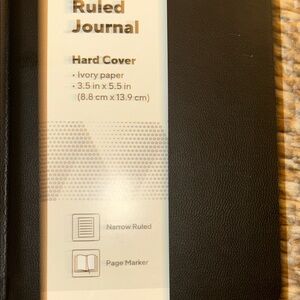 Ruled
Journal
Hard Cover
• Ivory paper
• 3.5 in x 5.5 in
(8.8 cm x 13.9 cm)
Narrow Ruled
Page Marker